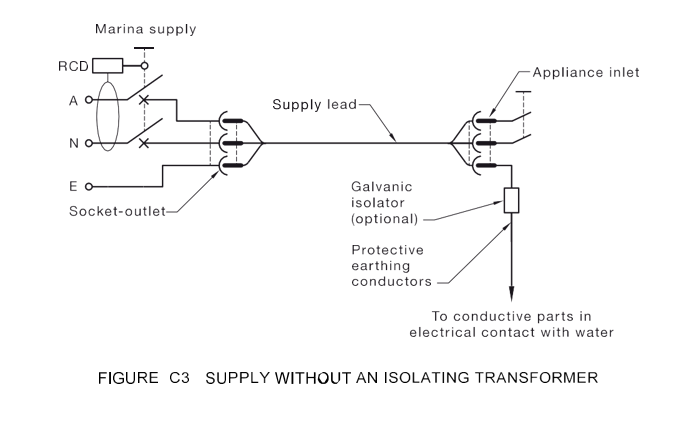 Marina supply
RCD
A
N
E
Socket-outlet
Supply lead
Appliance inlet
Galvanic
isolator
(optional)
Protective
earthing
conductors
To conductive parts in
electrical contact with water
FIGURE C3 SUPPLY WITHOUT AN ISOLATING TRANSFORMER